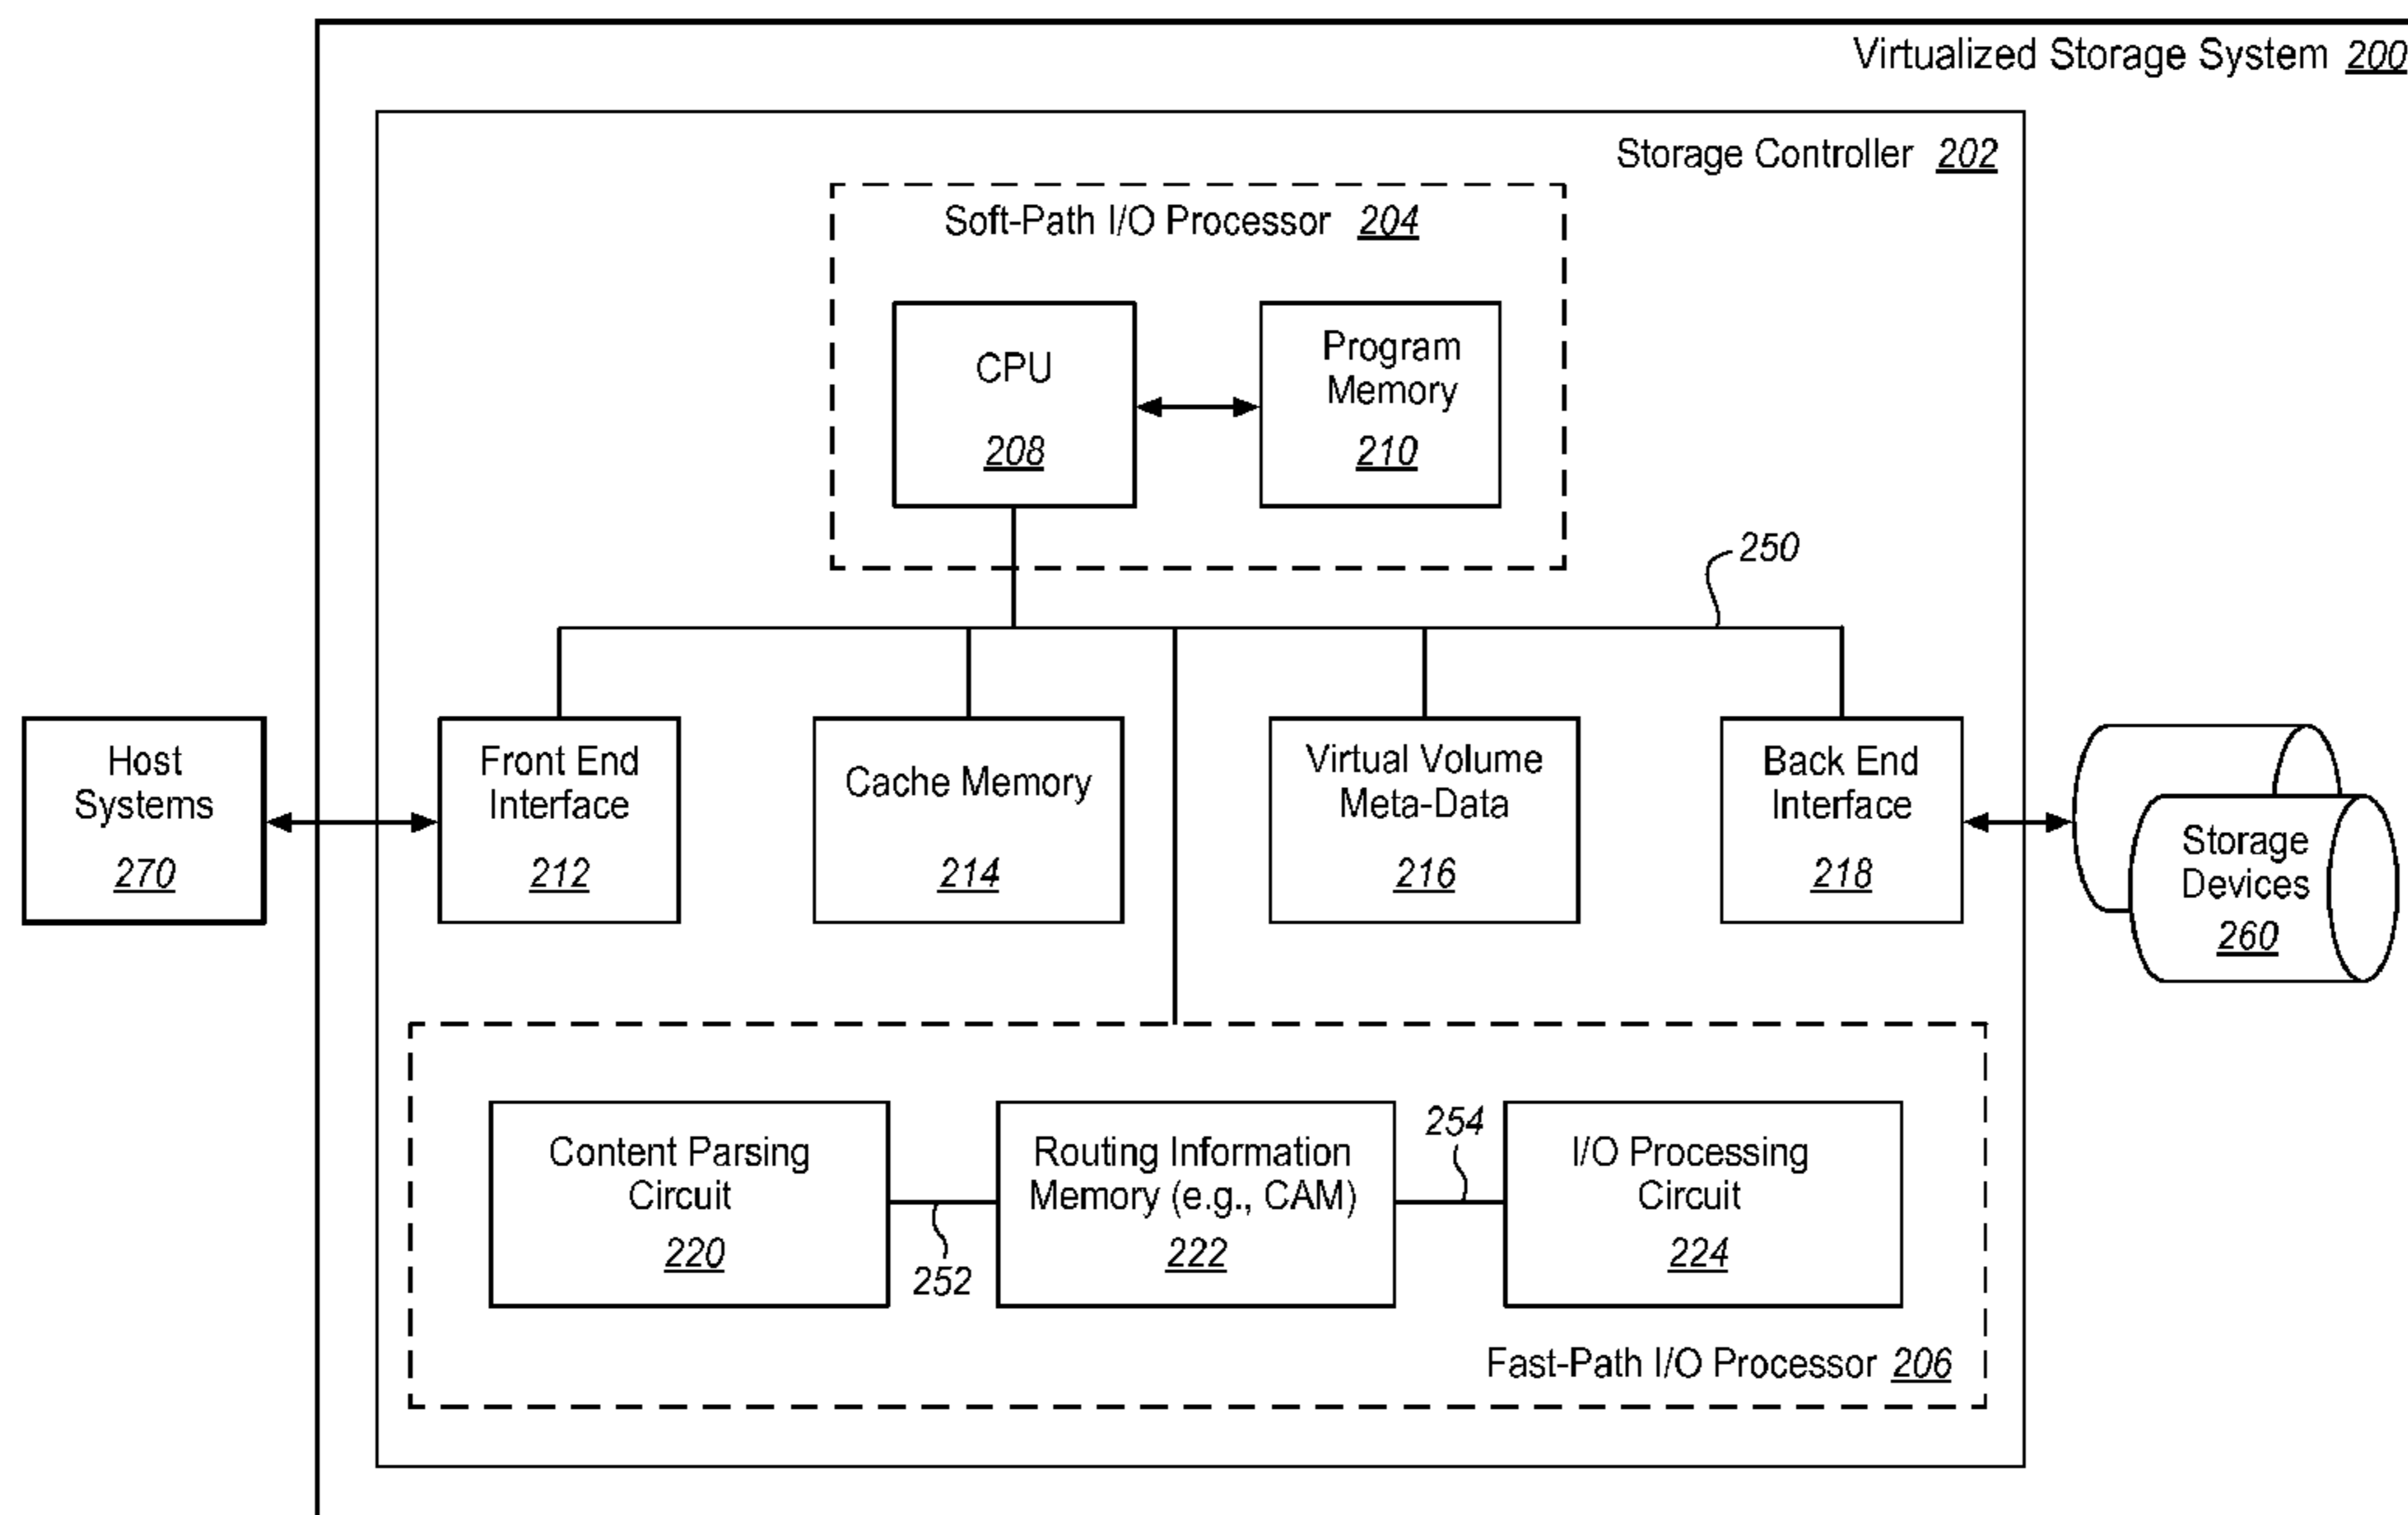 Virtualized Storage System 200
Storage Controller 202
Soft-Path I/O Processor 204
CPU
208
Program
Memory
210
250
Host
Systems
270
Front End
Interface
212
Cache Memory
214
Virtual Volume
Meta-Data
216
Back End
Interface
218
Storage
Devices
260
Content Parsing
Circuit
220
252
Routing Information
Memory (e.g., CAM)
222
254
I/O Processing
Circuit
224
Fast-Path I/O Processor 206